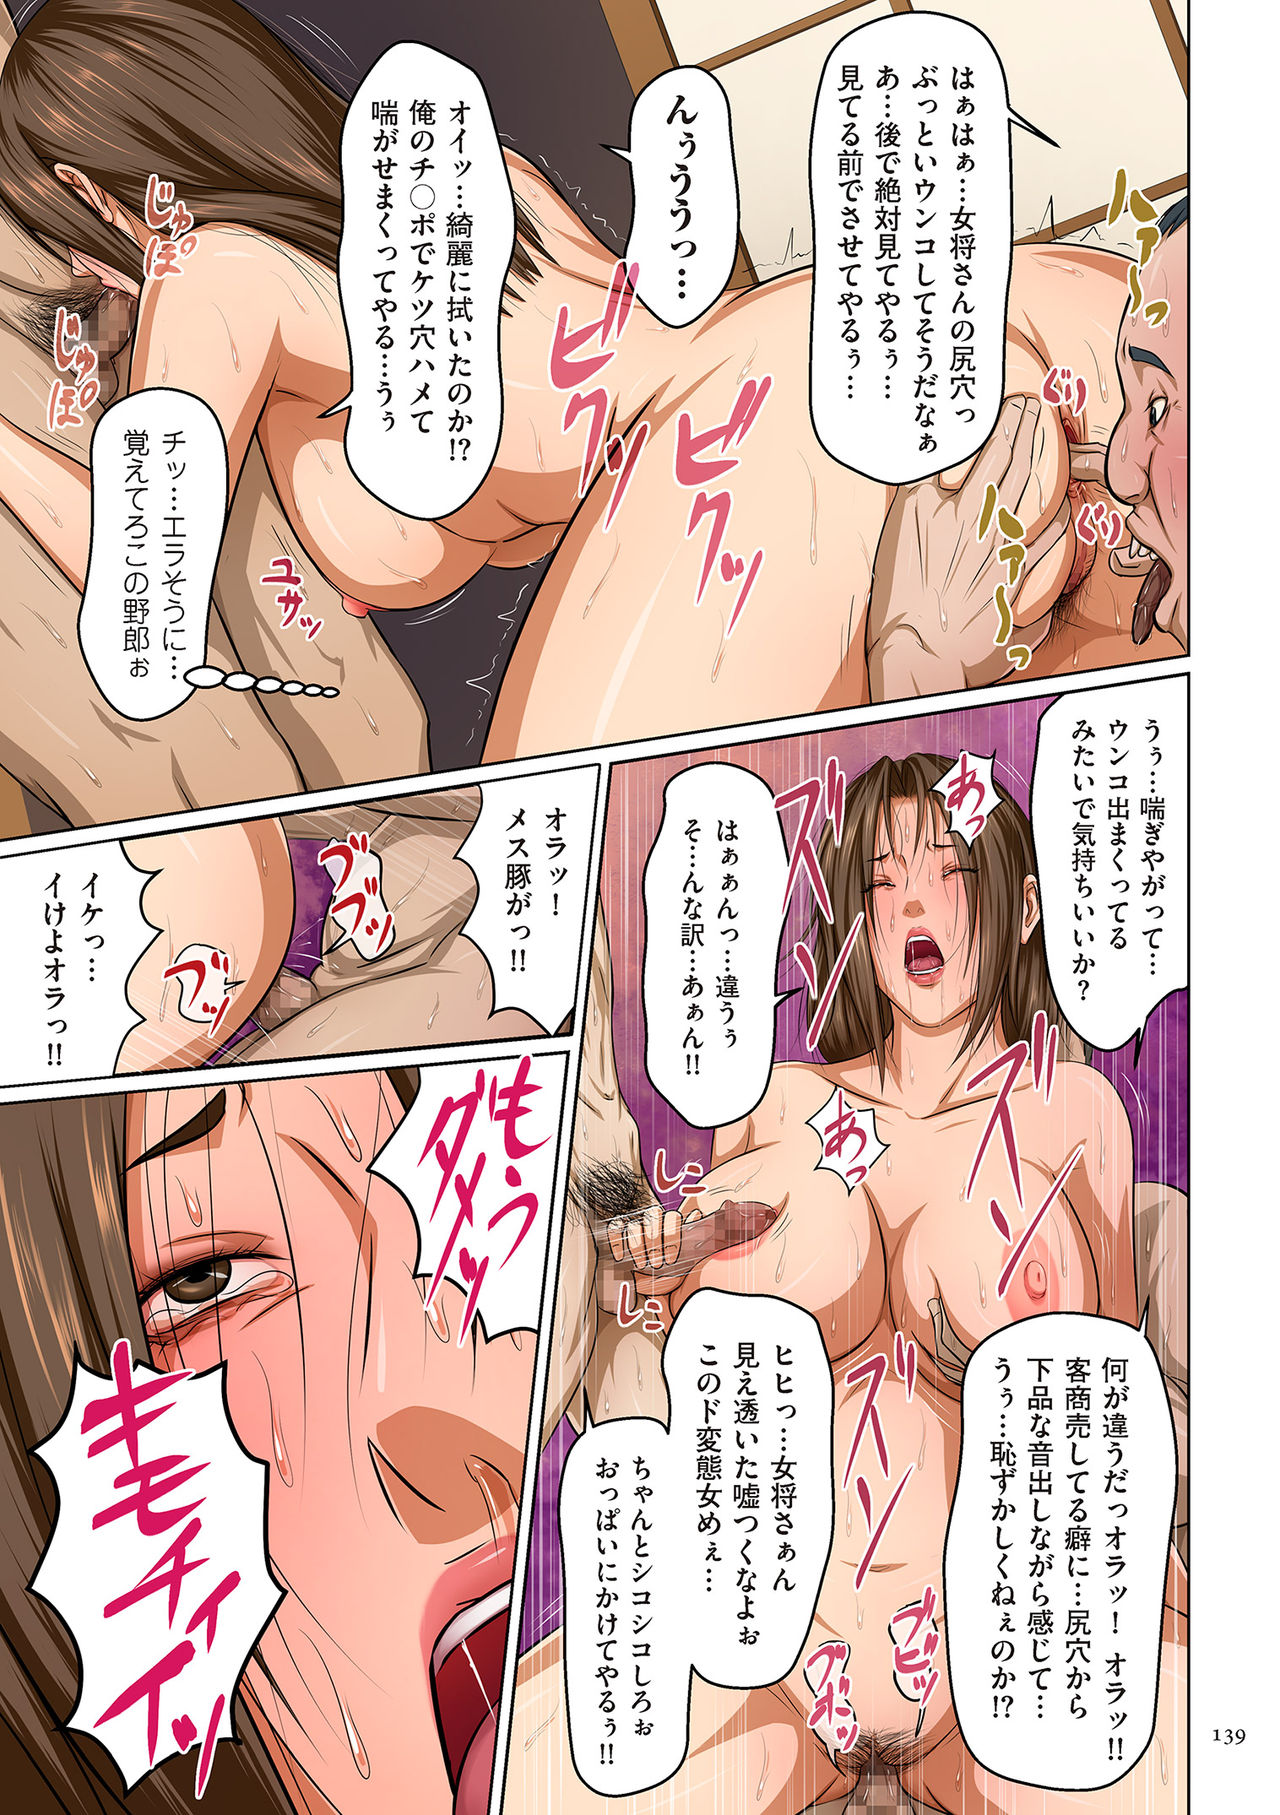 はぁはぁ…女将さんの尻穴っ
ぶっというウンコしてそうだなぁ
あ…後で絶対見てやるぅ…
見てる前でさせてやるぅ…
ハァ～っ
んぅううっ…
ぐりっ
ぐりっ
ハァ～っ
オイッ…綺麗に拭いたのか!?
俺のチ○ポでケツ穴ハメて
喘がせまくってやる…うぅ
ビクッ
ビクッ
じゅぽ゜
じゅぽ゜
チッ…エラそうに…
覚えてろこの野郎ぉ
ユサッ
うぅ…喘ぎやがって…
ウンコ出まくってる
みたいで気持ちいいか?
あっ
ズン
はぁぁんっ…違うぅ
そ…んな訳…あぁん!!
あっ
ズン
しこ
しこ
何が違うだっオラッ! オラッ!!
客商売してる癖に…尻穴から
下品な音出しながら感じて…
うぅ…恥ずかしくねぇのか!?
ズン
ヒヒっ…女将さぁん
見え透いた嘘つくなよぉ
このド変態女めぇ…
ちゃんとシコシコしろぉ
おっぱいにかけてやるぅ!!
ブビッ
ブボッ
オラッ!
メス豚がっ!!
ブブッ
ブッ
イケっ…
イけよオラっ!!
もう
ダメッ
キモチイイッ
139